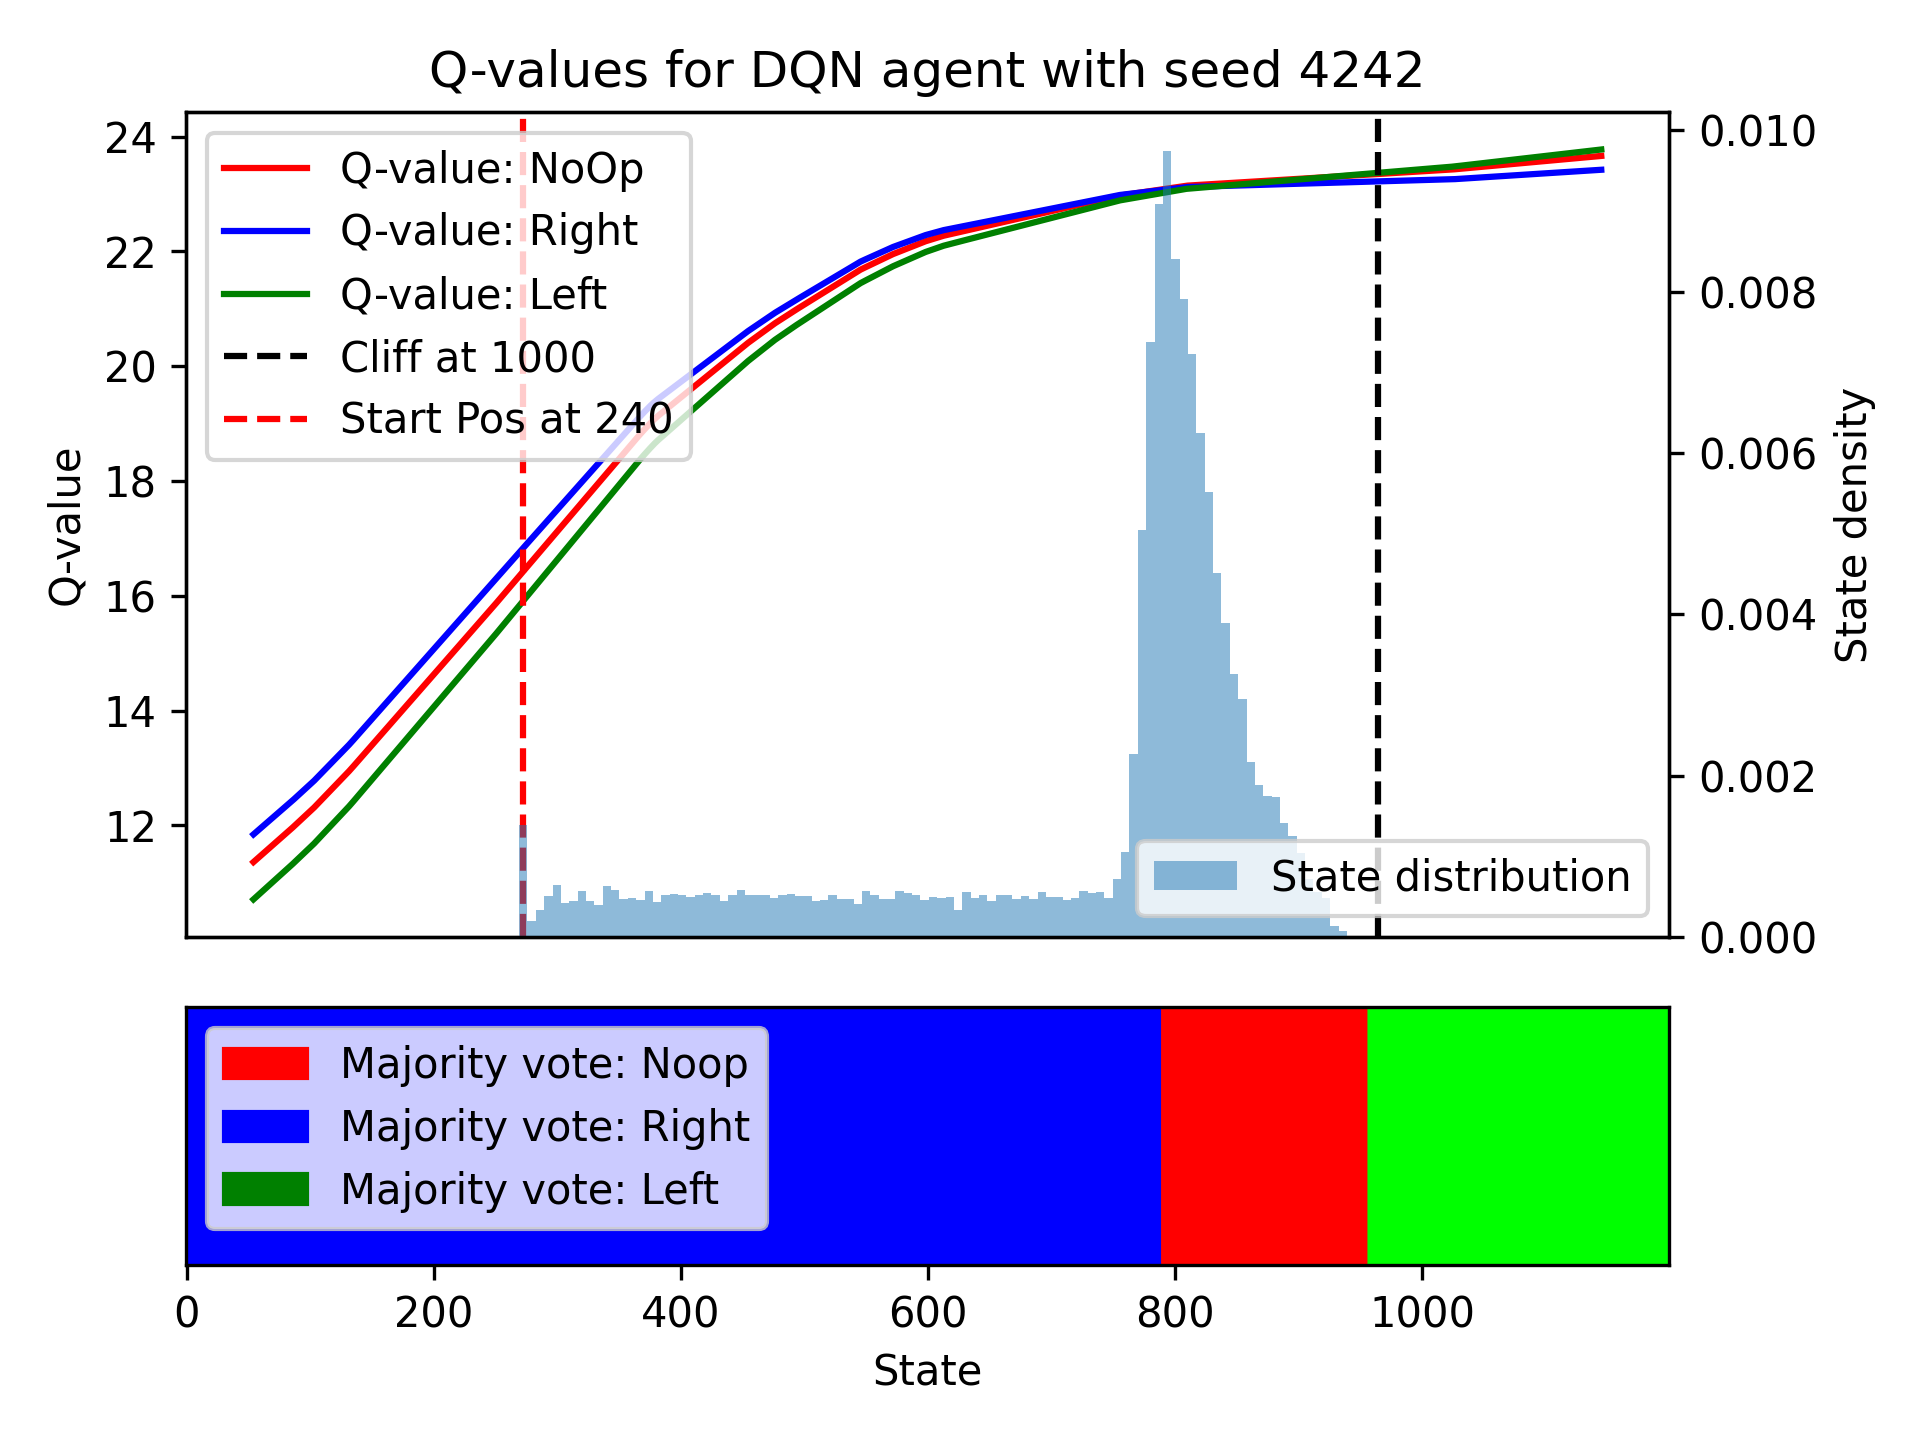 Q-values for DQN agent with seed 4242
Q-value: NoOp
Q-value: Right
Q-value: Left
Cliff at 1000
Start Pos at 240
24
22
20
18
16
14
12
Q-value
0.010
0.008
0.006
0.004
0.002
0.000
State density
State distribution
Majority vote: Noop
Majority vote: Right
Majority vote: Left
0 200 400 600 800 1000
State